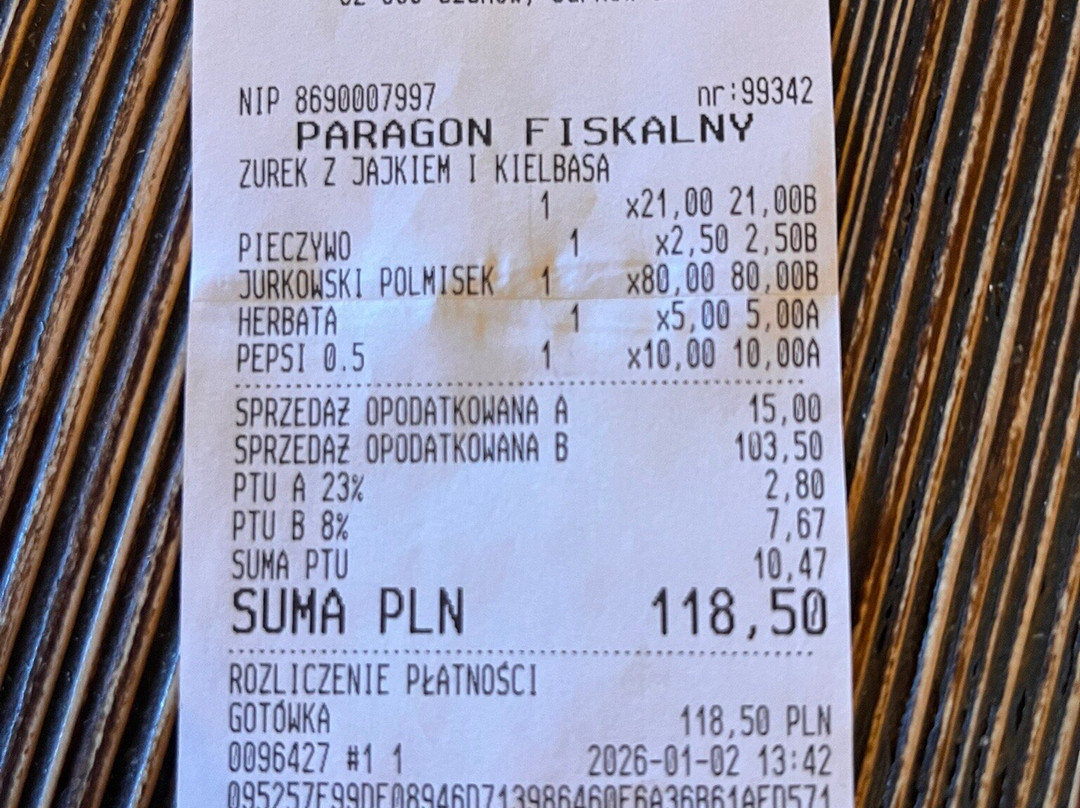 NIP 8690007997 nr:99342
PARAGON FISKALNY
ZUREK Z JAJKIEM I KIELBASA
1 x21,00 21,00B
PIECZYWO 1 x2,50 2,50B
JURKOWSKI POLMISEK 1 x80,00 80,00B
HERBATA 1 x5,00 5,00A
PEPSI 0.5 1 x10,00 10,00A
SPRZEDAŻ OPODATKOWANA A 15,00
SPRZEDAŻ OPODATKOWANA B 103,50
PTU A 23% 2,80
PTU B 8% 7,67
SUMA PTU 10,47
SUMA PLN 118,50
ROZLICZENIE PŁATNOŚCI
GOTÓWKA 118,50 PLN
0096427 #1 1 2026-01-02 13:42